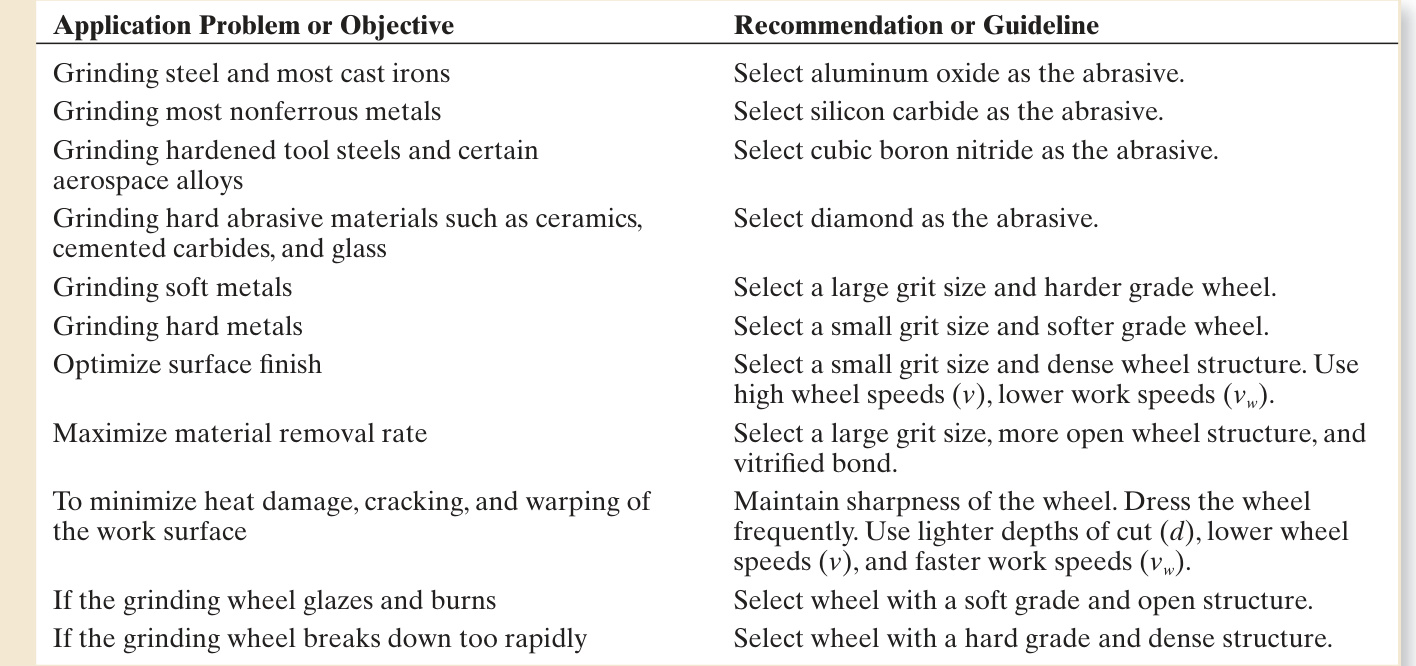 Application Problem or Objective
Recommendation or Guideline
Grinding steel and most cast irons
Select aluminum oxide as the abrasive.
Grinding most nonferrous metals
Select silicon carbide as the abrasive.
Grinding hardened tool steels and certain
aerospace alloys
Select cubic boron nitride as the abrasive.
Grinding hard abrasive materials such as ceramics,
cemented carbides, and glass
Select diamond as the abrasive.
Grinding soft metals
Select a large grit size and harder grade wheel.
Grinding hard metals
Select a small grit size and softer grade wheel.
Optimize surface finish
Select a small grit size and dense wheel structure. Use
high wheel speeds (v), lower work speeds (v_w).
Maximize material removal rate
Select a large grit size, more open wheel structure, and
vitrified bond.
To minimize heat damage, cracking, and warping of
the work surface
Maintain sharpness of the wheel. Dress the wheel
frequently. Use lighter depths of cut (d), lower wheel
speeds (v), and faster work speeds (v_w).
If the grinding wheel glazes and burns
Select wheel with a soft grade and open structure.
If the grinding wheel breaks down too rapidly
Select wheel with a hard grade and dense structure.